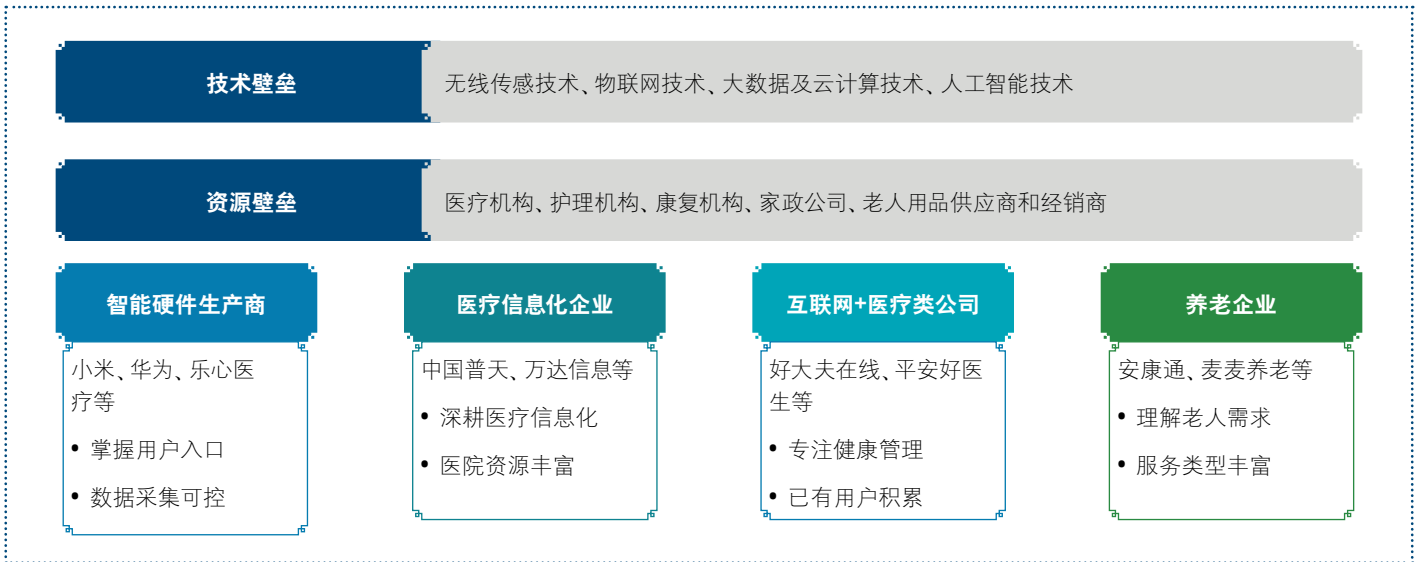 技术壁垒
无线传感技术、物联网技术、大数据及云计算技术、人工智能技术
资源壁垒
医疗机构、护理机构、康复机构、家政公司、老人用品供应商和经销商
智能硬件生产商
小米、华为、乐心医
疗等
• 掌握用户入口
• 数据采集可控
医疗信息化企业
中国普天、万达信息等
• 深耕医疗信息化
• 医院资源丰富
互联网+医疗类公司
好大夫在线、平安好医
生等
• 专注健康管理
• 已有用户积累
养老企业
安康通、麦麦养老等
• 理解老人需求
• 服务类型丰富